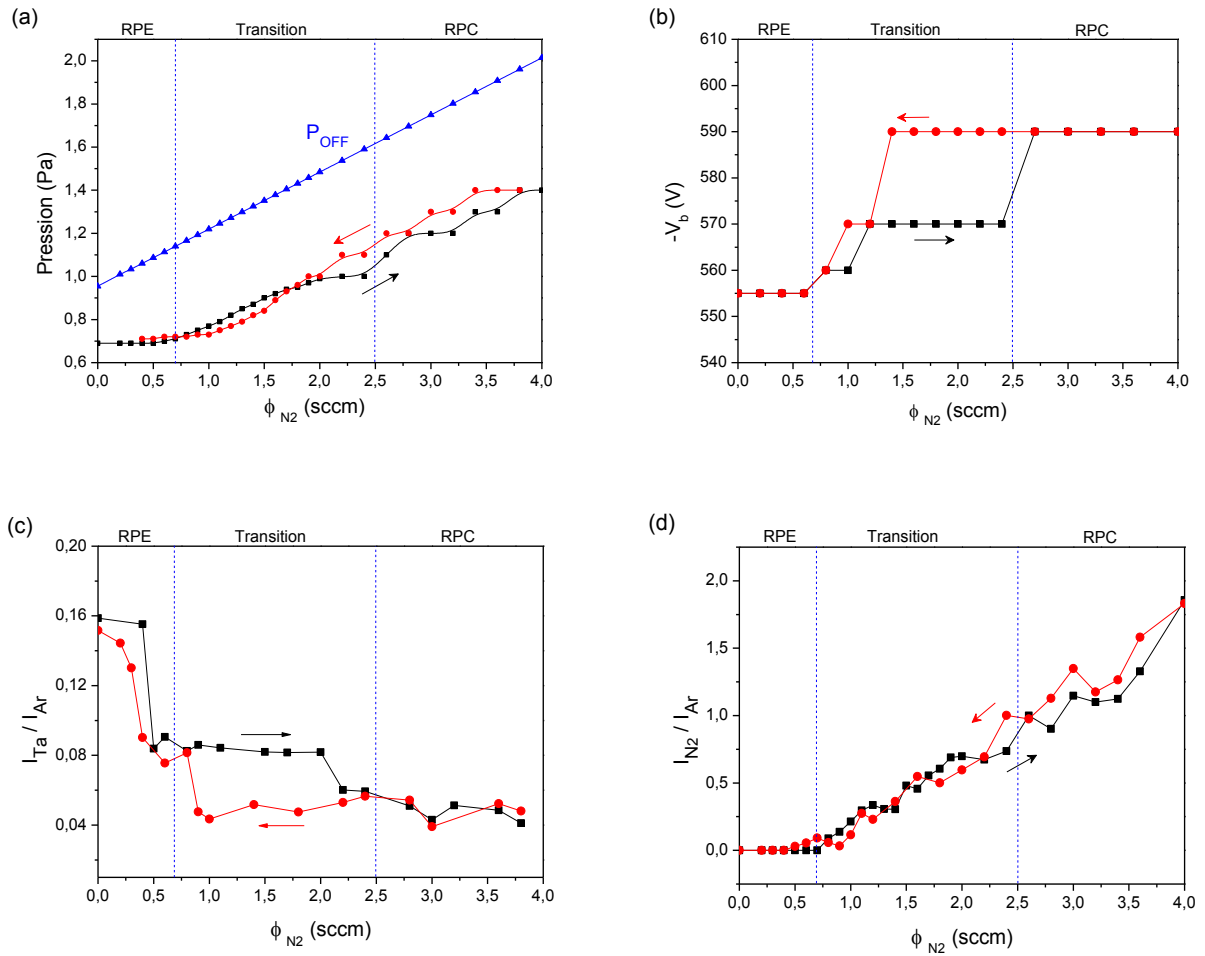 (a)
RPE Transition RPC
2,0
1,8
1,6
1,4
1,2
1,0
0,8
0,6
Pression (Pa)
P_OFF
0,0 0,5 1,0 1,5 2,0 2,5 3,0 3,5 4,0
ϕ N2 (sccm)
(b)
RPE Transition RPC
610
600
590
580
570
560
550
540
-V_b (V)
0,0 0,5 1,0 1,5 2,0 2,5 3,0 3,5 4,0
ϕ N2 (sccm)
(c)
RPE Transition RPC
0,20
0,16
0,12
0,08
0,04
I_Ta / I_Ar
0,0 0,5 1,0 1,5 2,0 2,5 3,0 3,5 4,0
ϕ N2 (sccm)
(d)
RPE Transition RPC
2,0
1,5
1,0
0,5
0,0
I_N2 / I_Ar
0,0 0,5 1,0 1,5 2,0 2,5 3,0 3,5 4,0
ϕ N2 (sccm)